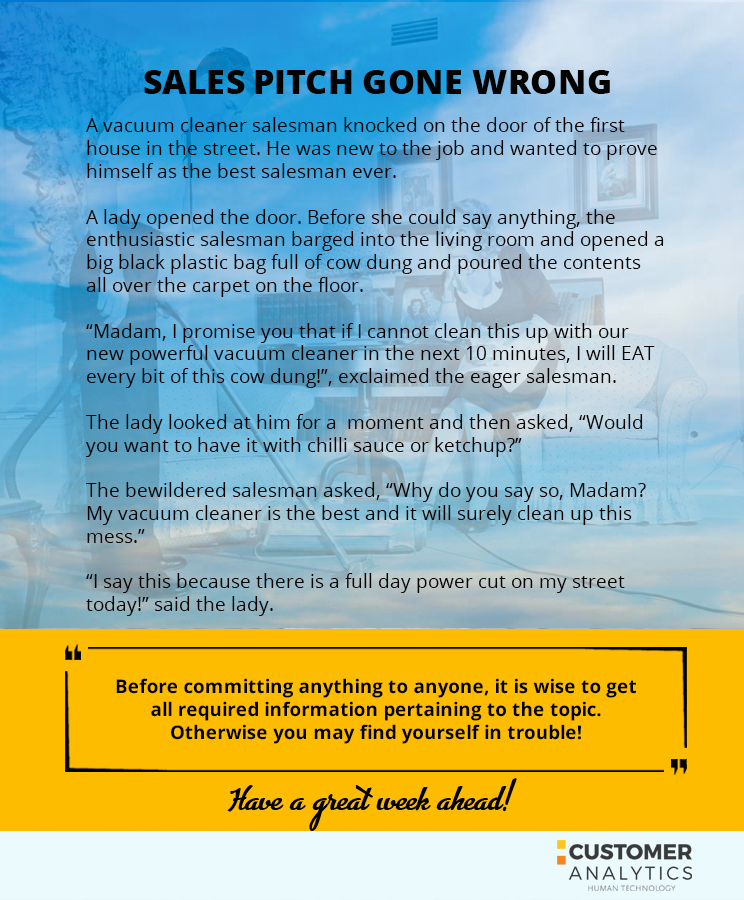 SALES PITCH GONE WRONG
A vacuum cleaner salesman knocked on the door of the first
house in the street. He was new to the job and wanted to prove
himself as the best salesman ever.
A lady opened the door. Before she could say anything, the
enthusiastic salesman barged into the living room and opened a
big black plastic bag full of cow dung and poured the contents
all over the carpet on the floor.
“Madam, I promise you that if I cannot clean this up with our
new powerful vacuum cleaner in the next 10 minutes, I will EAT
every bit of this cow dung!”, exclaimed the eager salesman.
The lady looked at him for a  moment and then asked, “Would
you want to have it with chilli sauce or ketchup?”
The bewildered salesman asked, “Why do you say so, Madam?
My vacuum cleaner is the best and it will surely clean up this
mess.”
“I say this because there is a full day power cut on my street
today!” said the lady.
Before committing anything to anyone, it is wise to get
all required information pertaining to the topic.
Otherwise you may find yourself in trouble!
Have a great week ahead!
CUSTOMER
ANALYTICS
HUMAN TECHNOLOGY